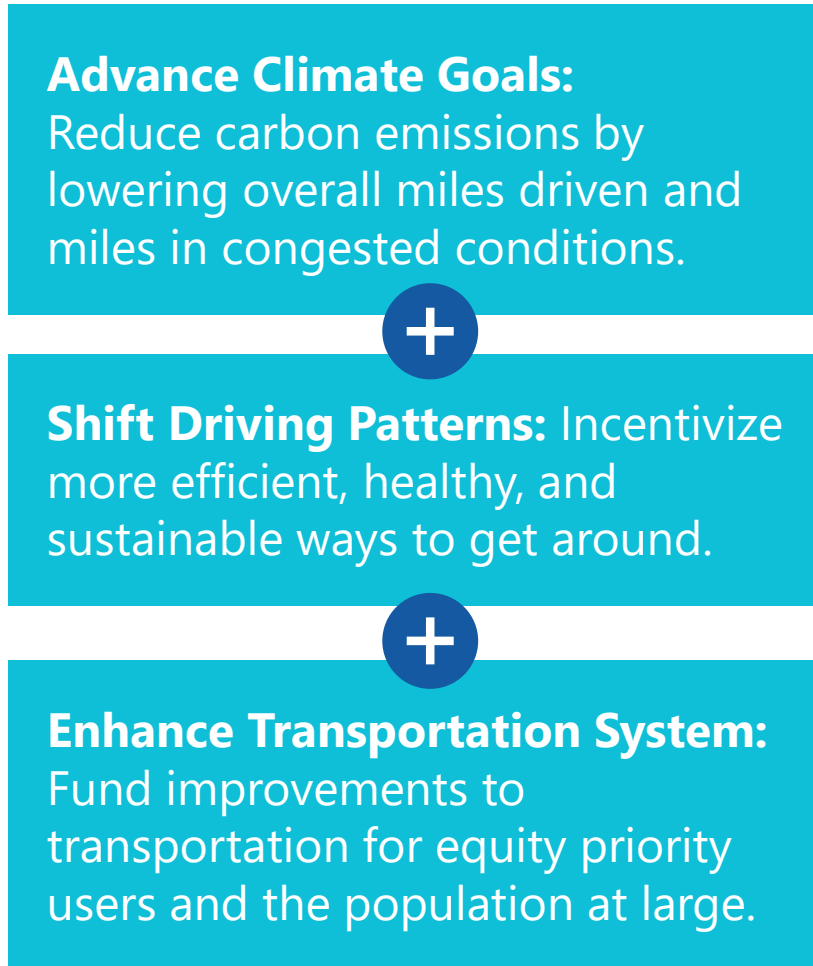 Advance Climate Goals:
Reduce carbon emissions by
lowering overall miles driven and
miles in congested conditions.
+
Shift Driving Patterns: Incentivize
more efficient, healthy, and
sustainable ways to get around.
+
Enhance Transportation System:
Fund improvements to
transportation for equity priority
users and the population at large.